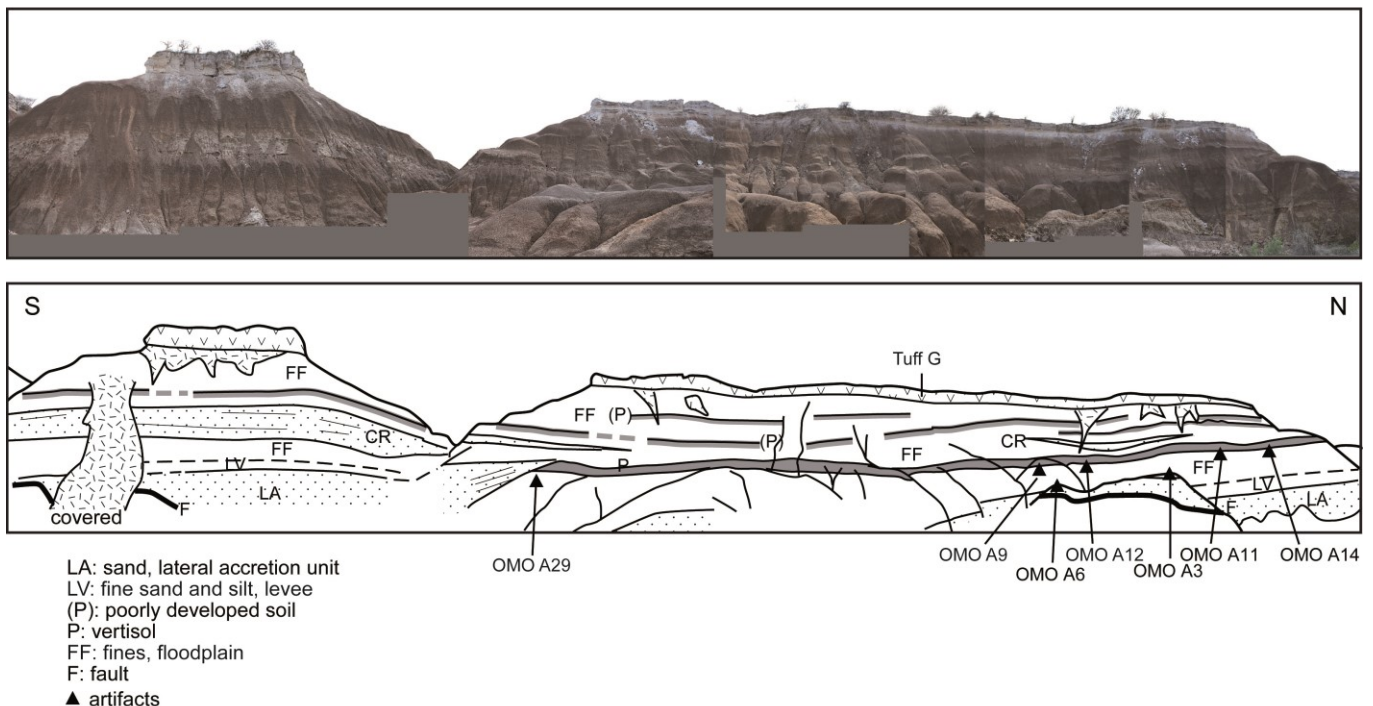 S N
Tuff G
FF
FF (P)
CR
(P)
CR
FF
FF
FF
LV
P
LA
LV
LA
F
F
covered
OMO A29
OMO A9
OMO A12
OMO A11
OMO A14
OMO A6
OMO A3
LA: sand, lateral accretion unit
LV: fine sand and silt, levee
(P): poorly developed soil
P: vertisol
FF: fines, floodplain
F: fault
▲ artifacts